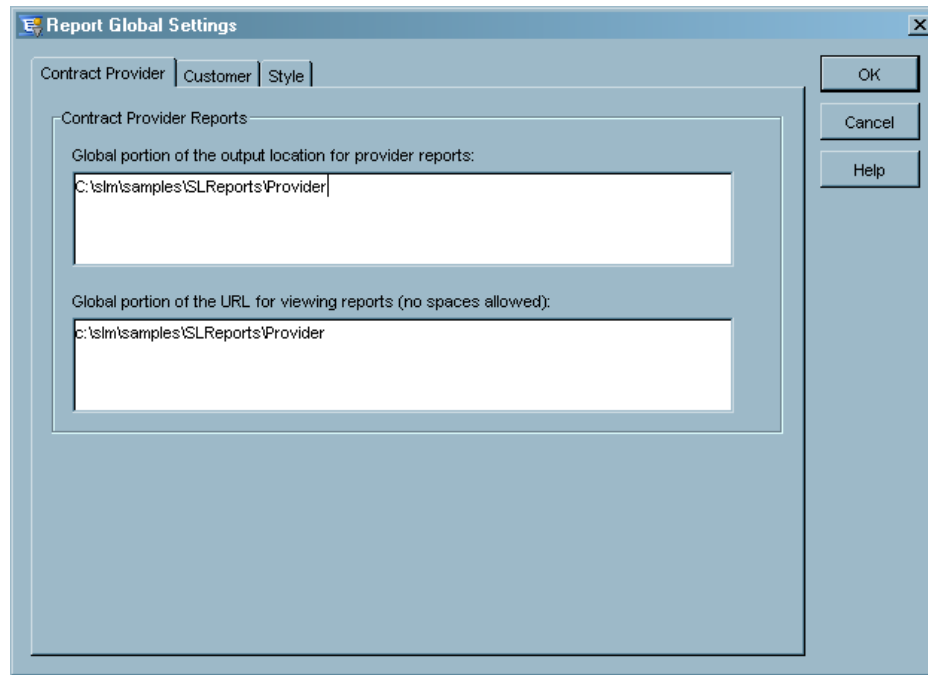 Report Global Settings
Contract Provider Customer Style
OK
Cancel
Help
Contract Provider Reports
Global portion of the output location for provider reports:
C:\slm\samples\SLReports\Provider
Global portion of the URL for viewing reports (no spaces allowed):
c:\slm\samples\SLReports\Provider